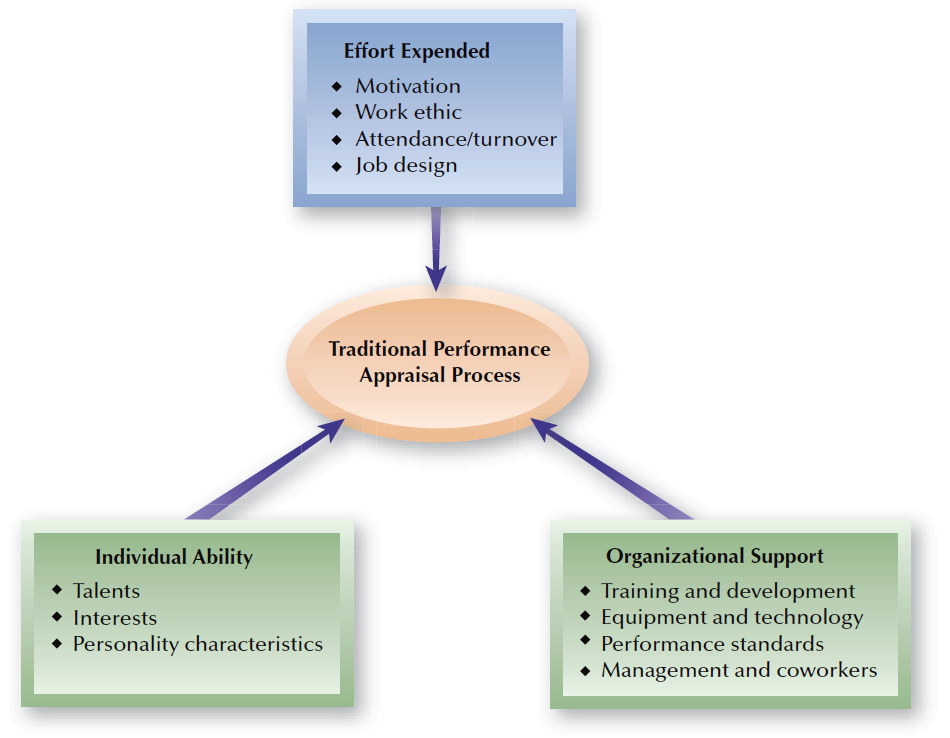 Effort Expended
◆ Motivation
◆ Work ethic
◆ Attendance/turnover
◆ Job design
Traditional Performance
Appraisal Process
Individual Ability
◆ Talents
◆ Interests
◆ Personality characteristics
Organizational Support
◆ Training and development
◆ Equipment and technology
◆ Performance standards
◆ Management and coworkers